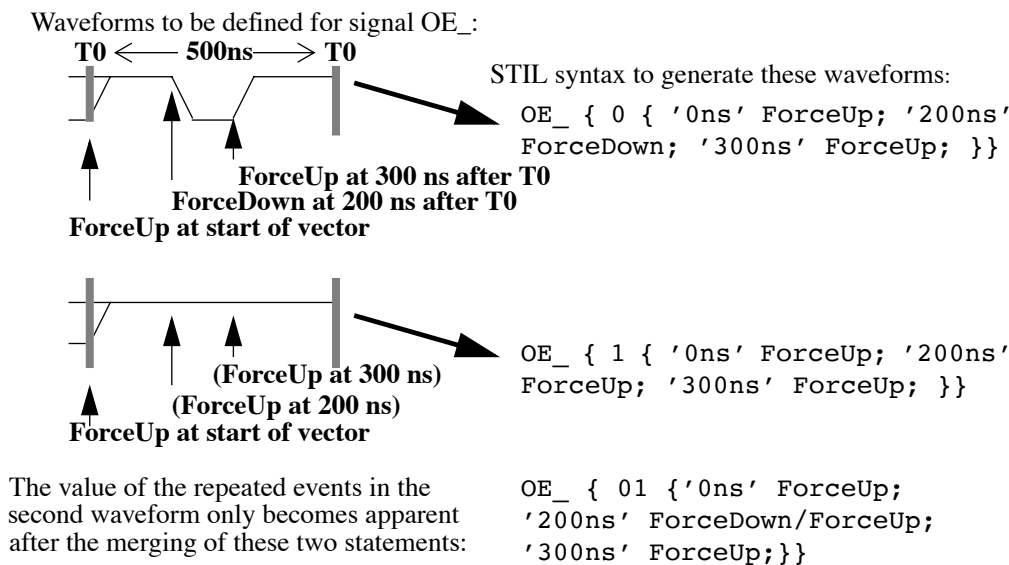 Waveforms to be defined for signal OE_:
T0 500ns T0
STIL syntax to generate these waveforms:
OE_ { 0 { '0ns' ForceUp; '200ns'
ForceDown; '300ns' ForceUp; }}
ForceUp at 300 ns after T0
ForceDown at 200 ns after T0
ForceUp at start of vector
OE_ { 1 { '0ns' ForceUp; '200ns'
ForceUp; '300ns' ForceUp; }}
(ForceUp at 300 ns)
(ForceUp at 200 ns)
ForceUp at start of vector
The value of the repeated events in the
second waveform only becomes apparent
after the merging of these two statements:
OE_ { 01 {'0ns' ForceUp;
'200ns' ForceDown/ForceUp;
'300ns' ForceUp;}}